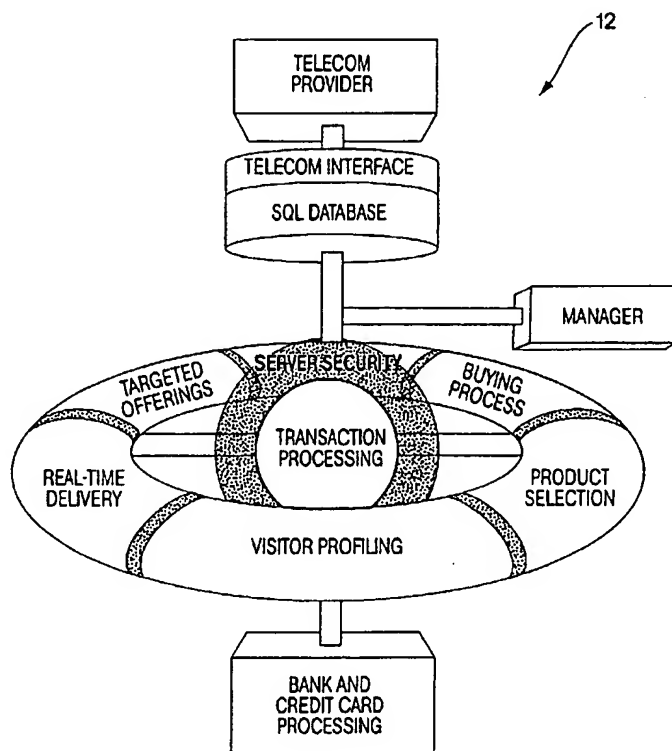 12
TELECOM
PROVIDER
TELECOM INTERFACE
SQL DATABASE
MANAGER
SERVER SECURITY
TARGETED
OFFERINGS
BUYING
PROCESS
TRANSACTION
PROCESSING
REAL-TIME
DELIVERY
PRODUCT
SELECTION
VISITOR PROFILING
BANK AND
CREDIT CARD
PROCESSING